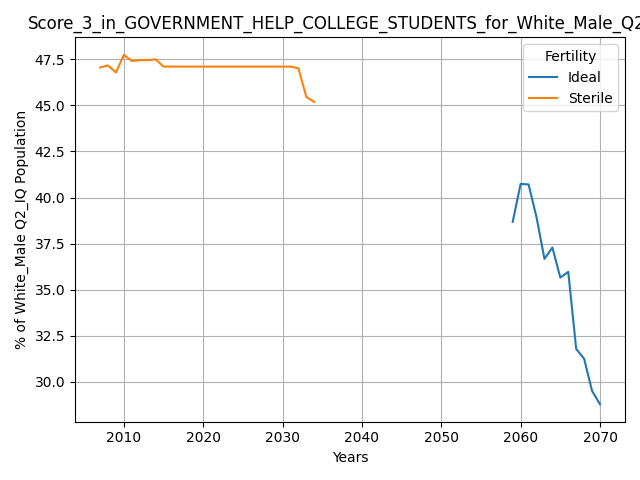 Score_3_in_GOVERNMENT_HELP_COLLEGE_STUDENTS_for_White_Male_Q2
% of White_Male Q2_IQ Population
47.5
45.0
42.5
40.0
37.5
35.0
32.5
30.0
Fertility
Ideal
Sterile
2010 2020 2030 2040 2050 2060 2070
Years